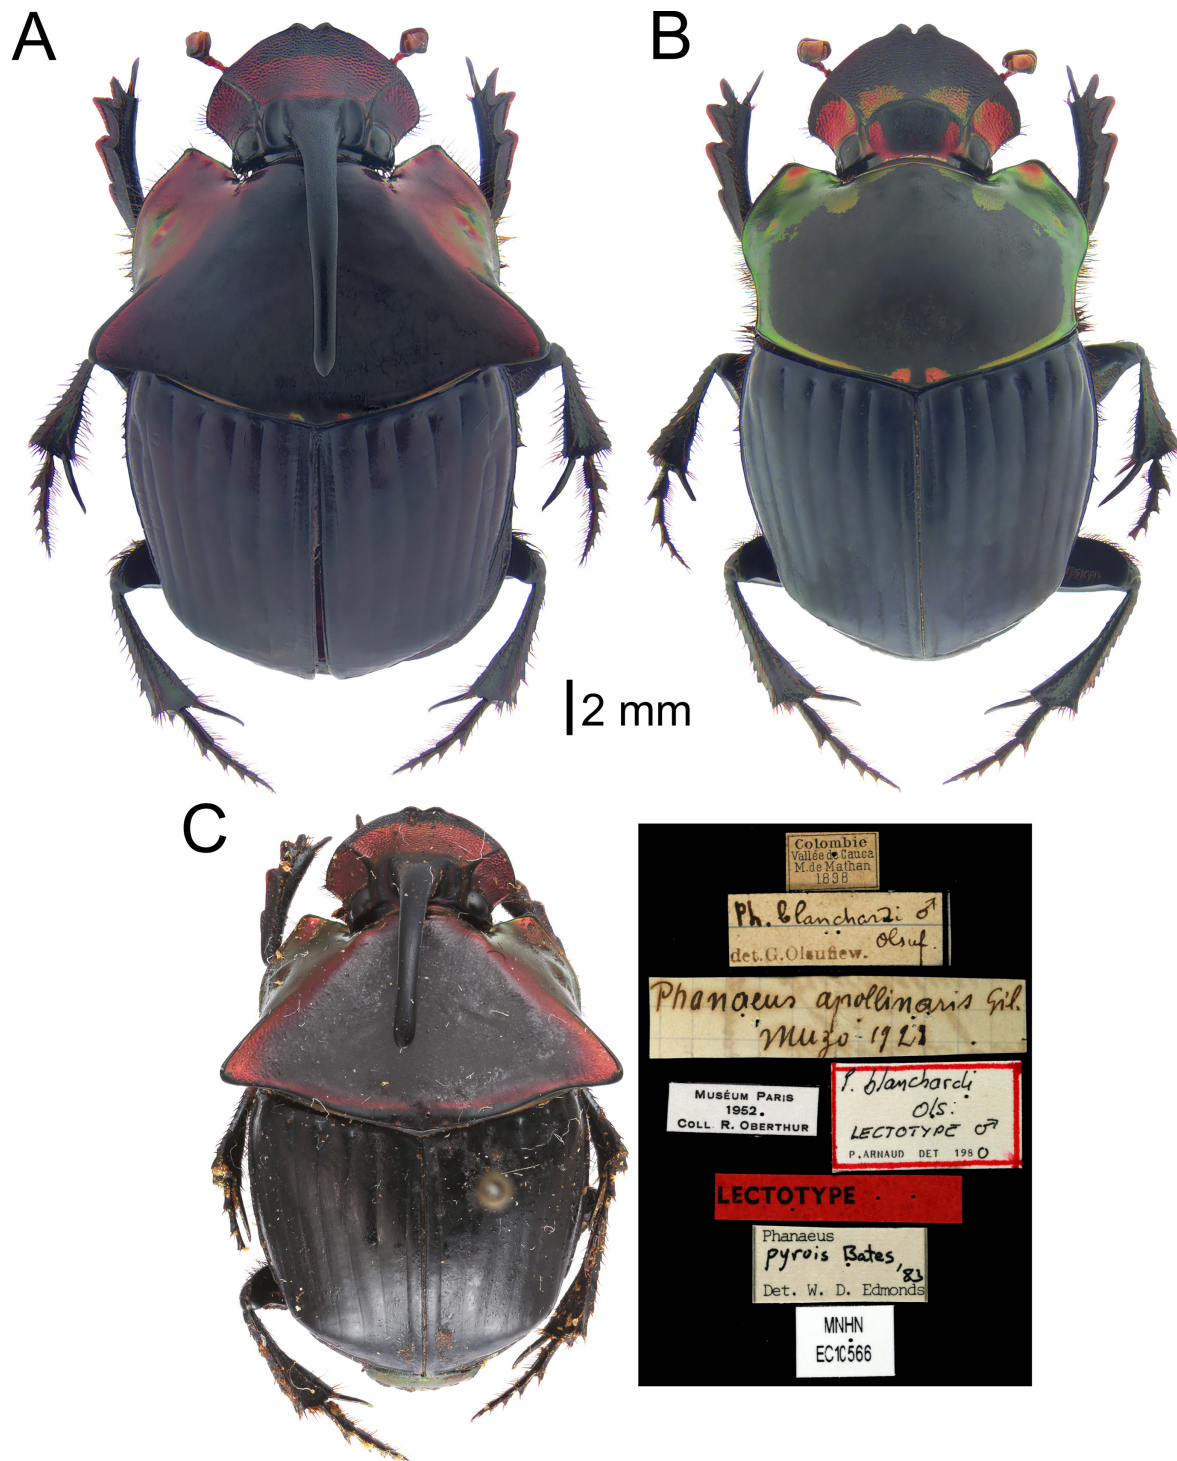 A
B
2 mm
C
Colombie
Vallée de Cauca
M. de Mathan
1898
Ph. blanchardi ♂
Olsuf.
det. G. Olsufiew.
Phanaeus apollinaris Gil.
Muzo 1921
MUSÉUM PARIS
1952.
COLL. R. OBERTHUR
P. blanchardi
Ols:
LECTOTYPE ♂
P. ARNAUD DET 1980
LECTOTYPE
Phanaeus
pyrois Bates,
'83
Det. W. D. Edmonds
MNHN
EC10566